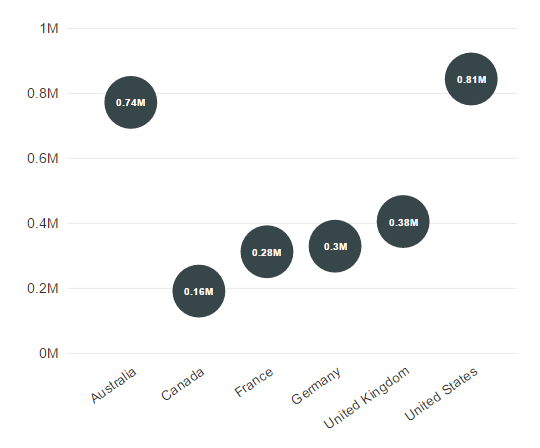 1M
0.8M
0.6M
0.4M
0.2M
0M
0.74M
0.16M
0.28M
0.3M
0.38M
0.81M
Australia
Canada
France
Germany
United Kingdom
United States